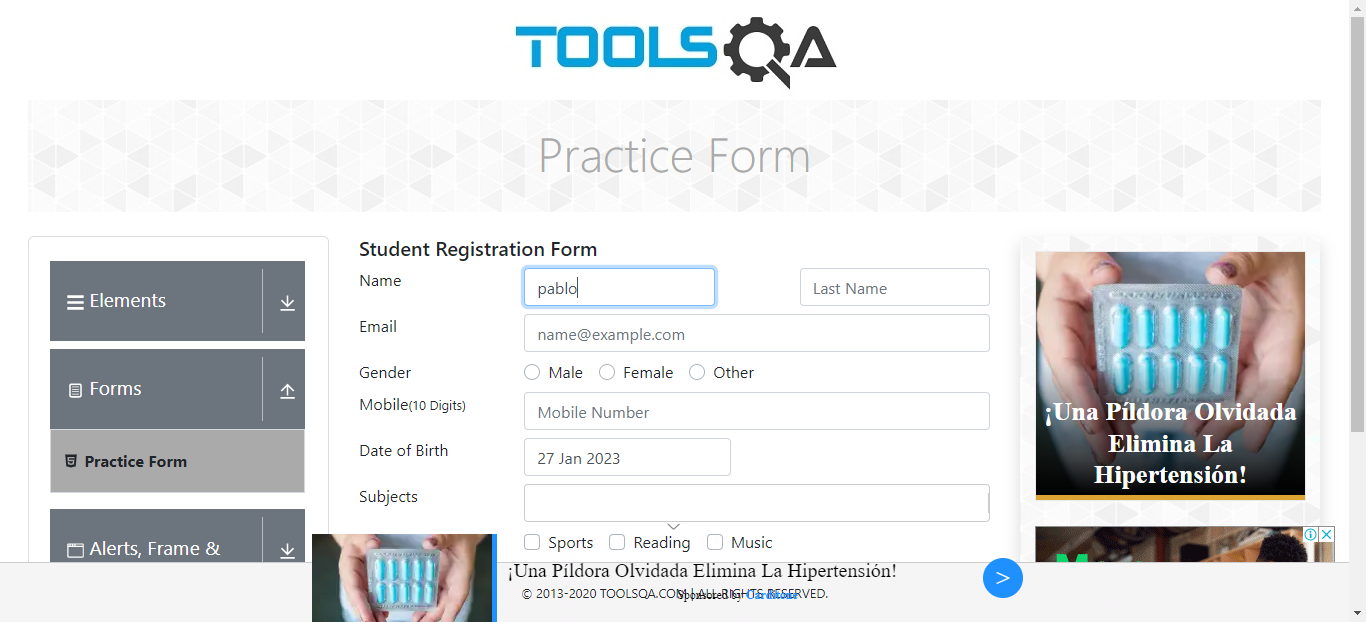 TOOLSQA
Practice Form
Elements
Forms
Practice Form
Alerts, Frame &
Student Registration Form
Name
pablo
Last Name
Email
name@example.com
Gender
Male
Female
Other
Mobile(10 Digits)
Mobile Number
Date of Birth
27 Jan 2023
Subjects
Sports
Reading
Music
¡Una Píldora Olvidada
Elimina La
Hipertensión!
¡Una Píldora Olvidada Elimina La Hipertensión!
© 2013-2020 TOOLSQA.COM | ALL RIGHTS RESERVED.
Sponsored by